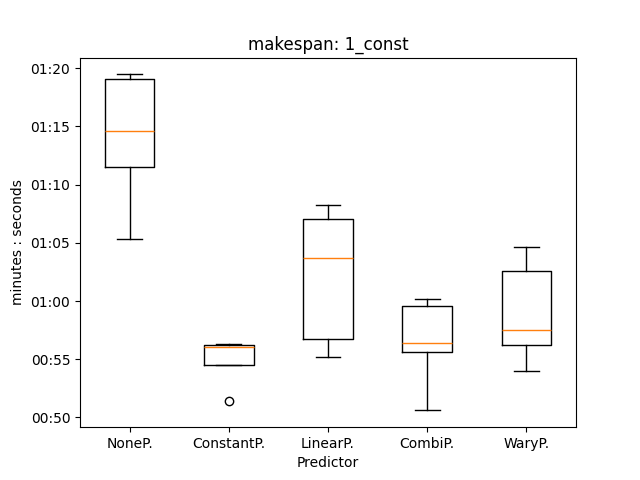 makespan: 1_const
01:20
01:15
01:10
01:05
01:00
00:55
00:50
minutes : seconds
NoneP. ConstantP. LinearP. CombiP. WaryP.
Predictor